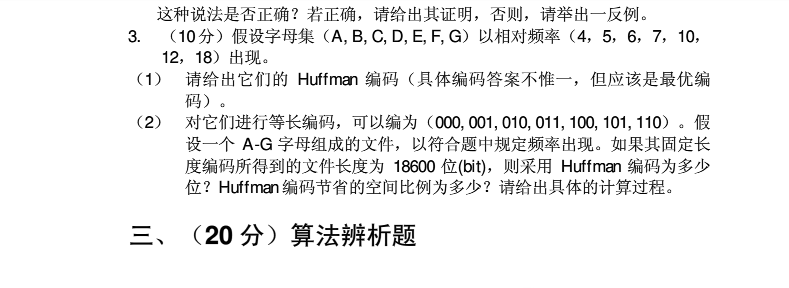 这种说法是否正确？若正确，请给出其证明，否则，请举出一反例。
3. （10分）假设字母集（A, B, C, D, E, F, G）以相对频率（4，5，6，7，10，
12，18）出现。
（1） 请给出它们的 Huffman 编码（具体编码答案不惟一，但应该是最优编
码）。
（2） 对它们进行等长编码，可以编为（000, 001, 010, 011, 100, 101, 110）。假
设一个 A-G 字母组成的文件，以符合题中规定频率出现。如果其固定长
度编码所得到的文件长度为 18600 位(bit)，则采用 Huffman 编码为多少
位？Huffman编码节省的空间比例为多少？请给出具体的计算过程。
三、（20 分）算法辨析题